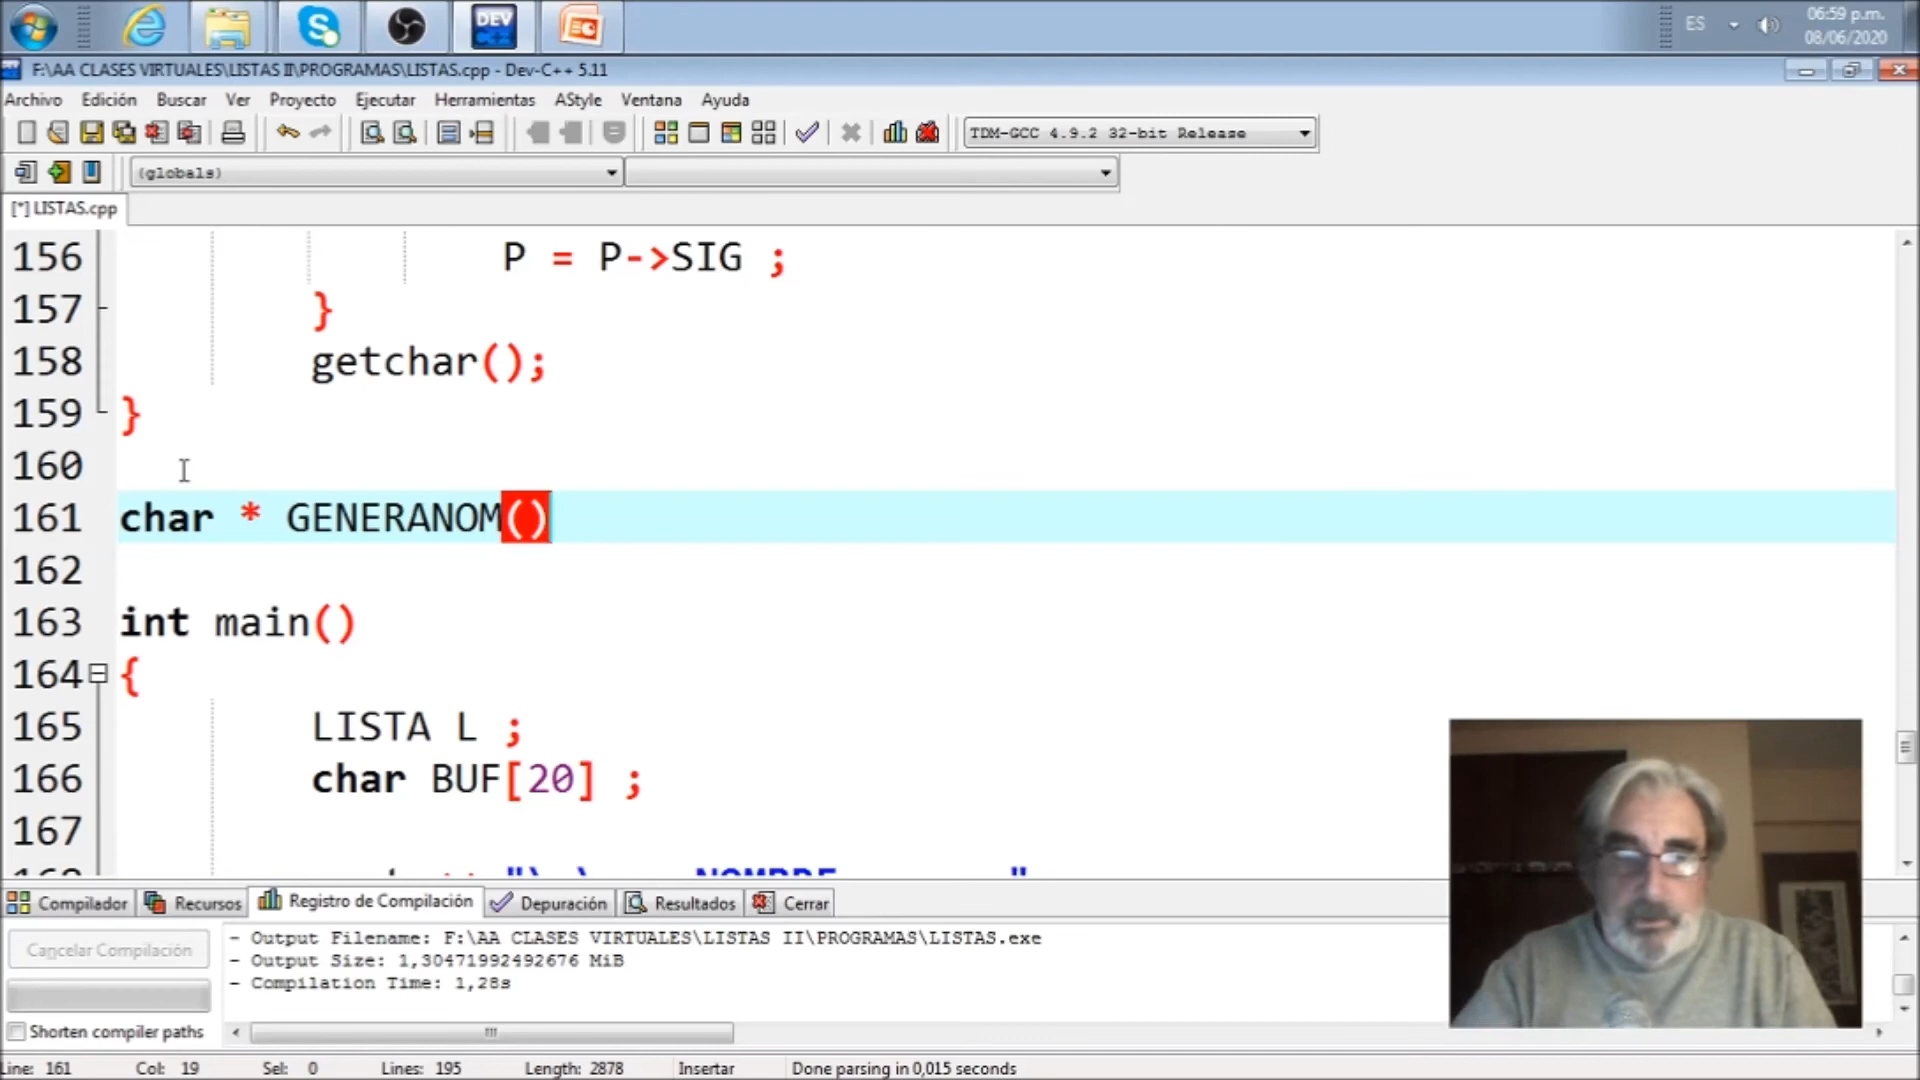 DEV
C++
ES
06:59 p.m.
08/06/2020
F:\AA CLASES VIRTUALES\LISTAS II\PROGRAMAS\LISTAS.cpp - Dev-C++ 5.11
Archivo Edición Buscar Ver Proyecto Ejecutar Herramientas AStyle Ventana Ayuda
TDM-GCC 4.9.2 32-bit Release
(globals)
[*] LISTAS.cpp
156 P = P->SIG ;
157 }
158 getchar();
159 }
160
161 char * GENERANOM()
162
163 int main()
164 {
165 LISTA L ;
166 char BUF[20] ;
167
168 NOMBRE
Compilador Recursos Registro de Compilación Depuración Resultados Cerrar
Cancelar Compilación
- Output Filename: F:\AA CLASES VIRTUALES\LISTAS II\PROGRAMAS\LISTAS.exe
- Output Size: 1,30471992492676 MiB
- Compilation Time: 1,28s
Shorten compiler paths
Line: 161 Col: 19 Sel: 0 Lines: 195 Length: 2878 Insertar Done parsing in 0,015 seconds